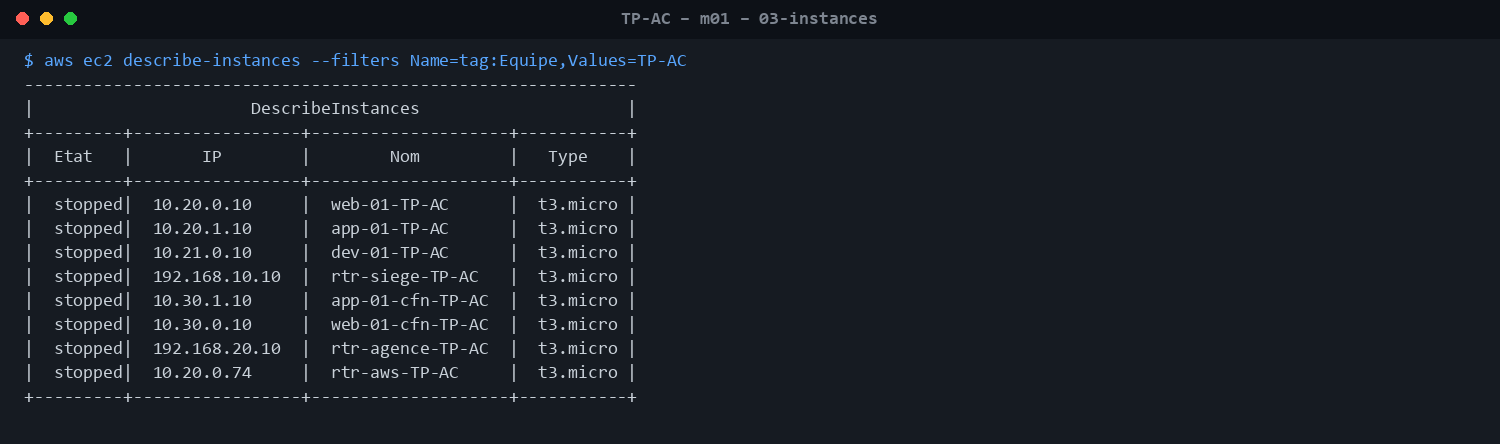 TP-AC – m01 – 03-instances
$ aws ec2 describe-instances --filters Name=tag:Equipe,Values=TP-AC
--------------------------------------------------------------
|                      DescribeInstances                     |
+---------+-----------------+--------------------+-----------+
|  Etat   |       IP        |        Nom         |   Type    |
+---------+-----------------+--------------------+-----------+
|  stopped|  10.20.0.10     |  web-01-TP-AC      |  t3.micro |
|  stopped|  10.20.1.10     |  app-01-TP-AC      |  t3.micro |
|  stopped|  10.21.0.10     |  dev-01-TP-AC      |  t3.micro |
|  stopped|  192.168.10.10  |  rtr-siege-TP-AC   |  t3.micro |
|  stopped|  10.30.1.10     |  app-01-cfn-TP-AC  |  t3.micro |
|  stopped|  10.30.0.10     |  web-01-cfn-TP-AC  |  t3.micro |
|  stopped|  192.168.20.10  |  rtr-agence-TP-AC  |  t3.micro |
|  stopped|  10.20.0.74     |  rtr-aws-TP-AC     |  t3.micro |
+---------+-----------------+--------------------+-----------+